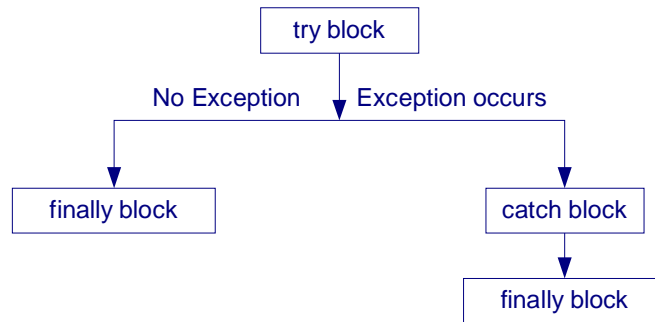 try block
No Exception
Exception occurs
finally block
catch block
finally block